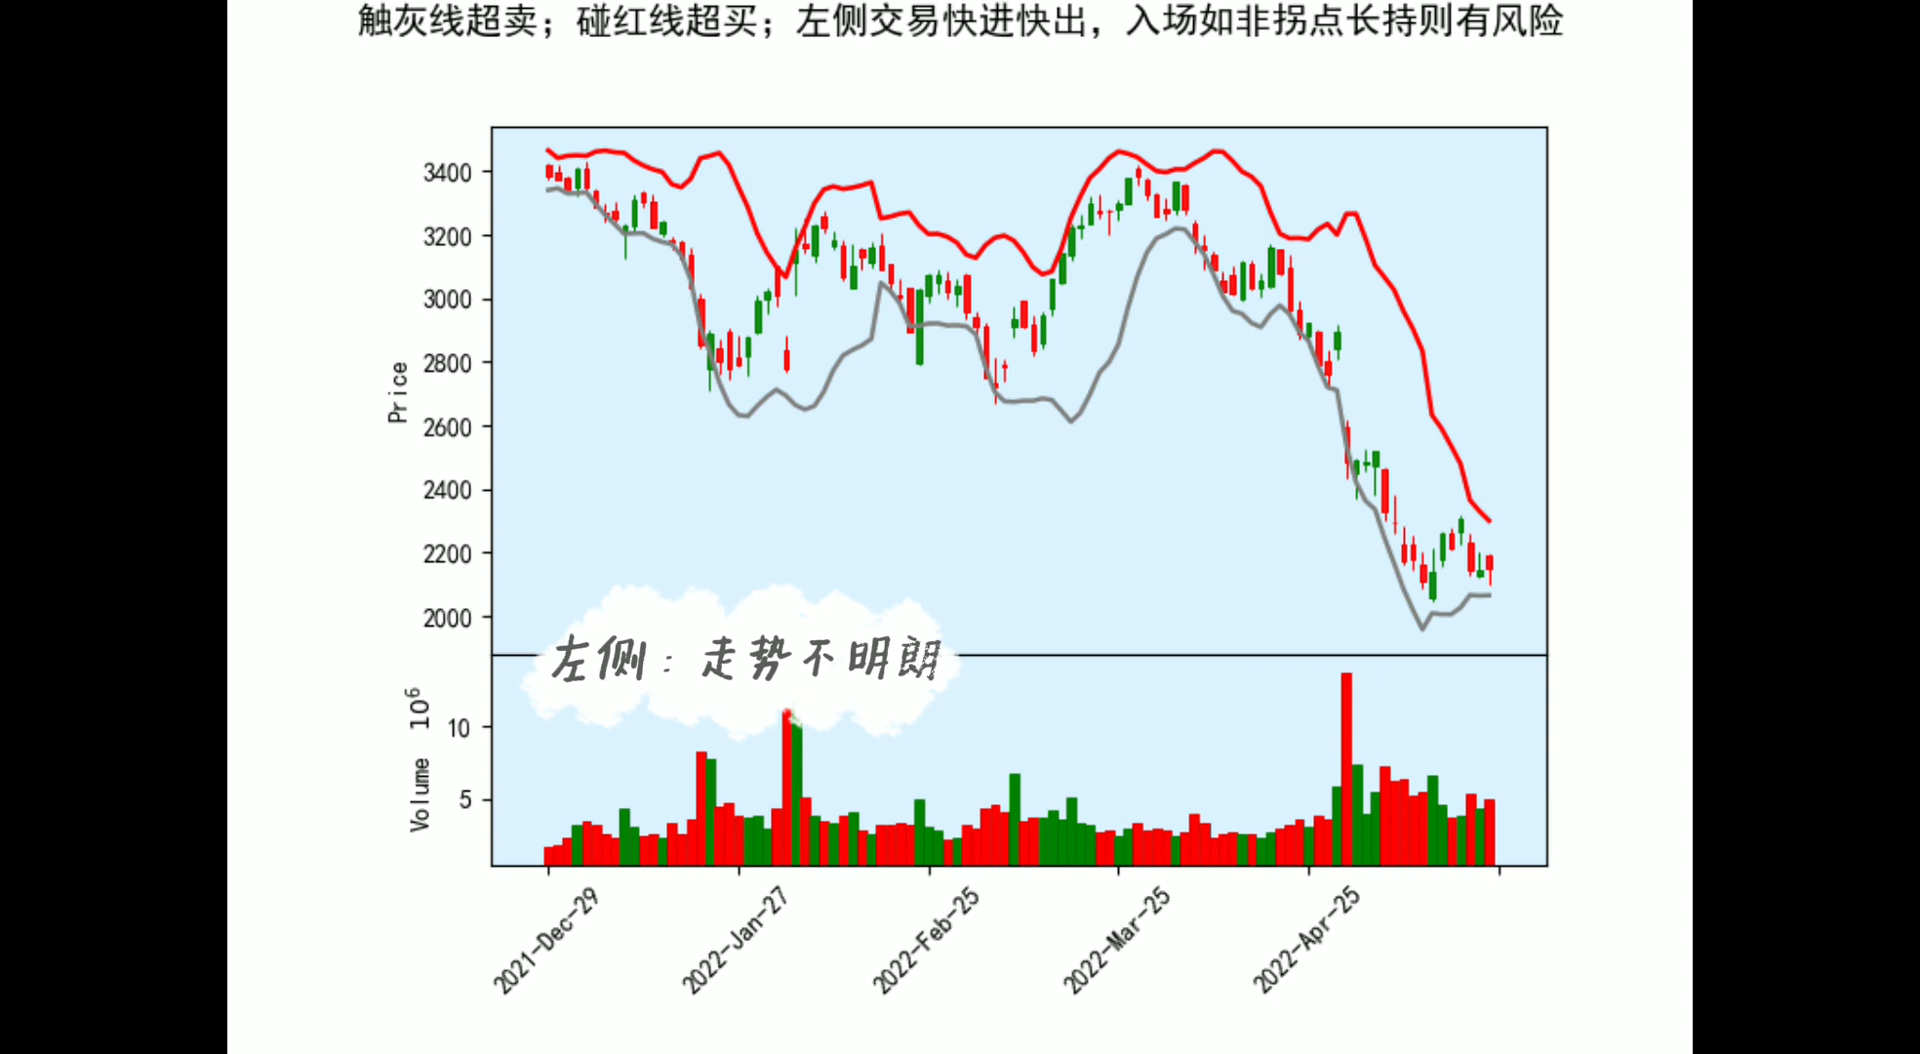 触灰线超卖；碰红线超买；左侧交易快进快出，入场如非拐点长持则有风险
3400
3200
3000
2800
2600
2400
2200
2000
Price
左侧：走势不明朗
Volume 10^6
10
5
2021-Dec-29
2022-Jan-27
2022-Feb-25
2022-Mar-25
2022-Apr-25